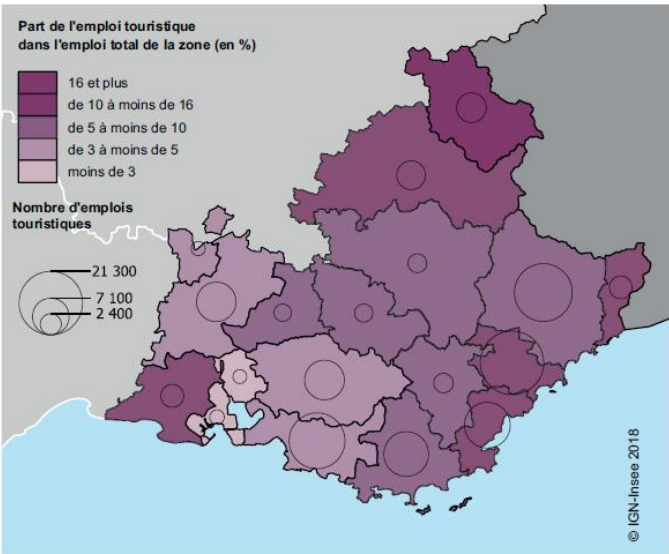 Part de l'emploi touristique
dans l'emploi total de la zone (en %)
16 et plus
de 10 à moins de 16
de 5 à moins de 10
de 3 à moins de 5
moins de 3
Nombre d'emplois
touristiques
21 300
7 100
2 400
© IGN-Insee 2018